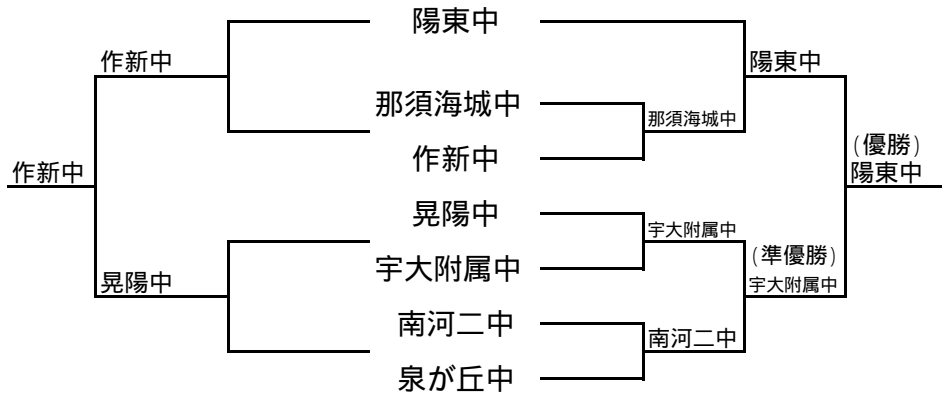 陽東中
作新中
陽東中
那須海城中
那須海城中
(優勝)
作新中
作新中
陽東中
晃陽中
宇大附属中
(準優勝)
宇大附属中
晃陽中
宇大附属中
南河二中
南河二中
泉が丘中